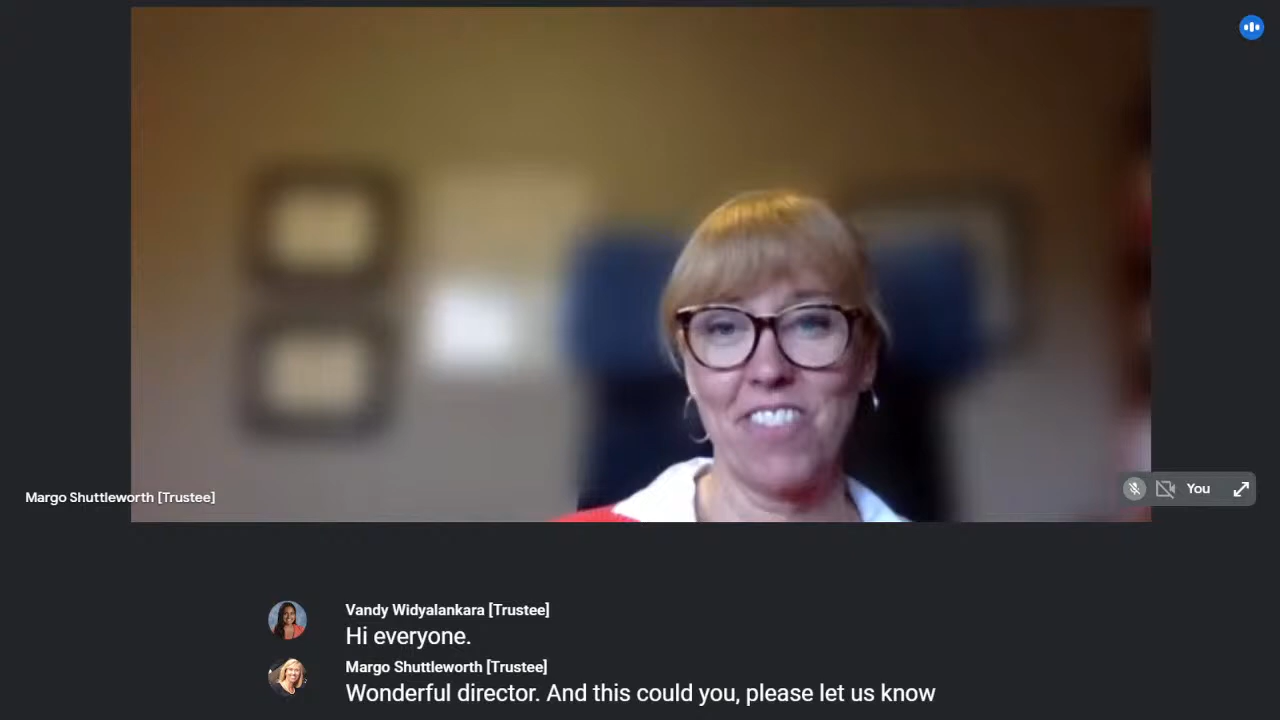 Margo Shuttleworth [Trustee]
You
Vandy Widyalankara [Trustee]
Hi everyone.
Margo Shuttleworth [Trustee]
Wonderful director. And this could you, please let us know